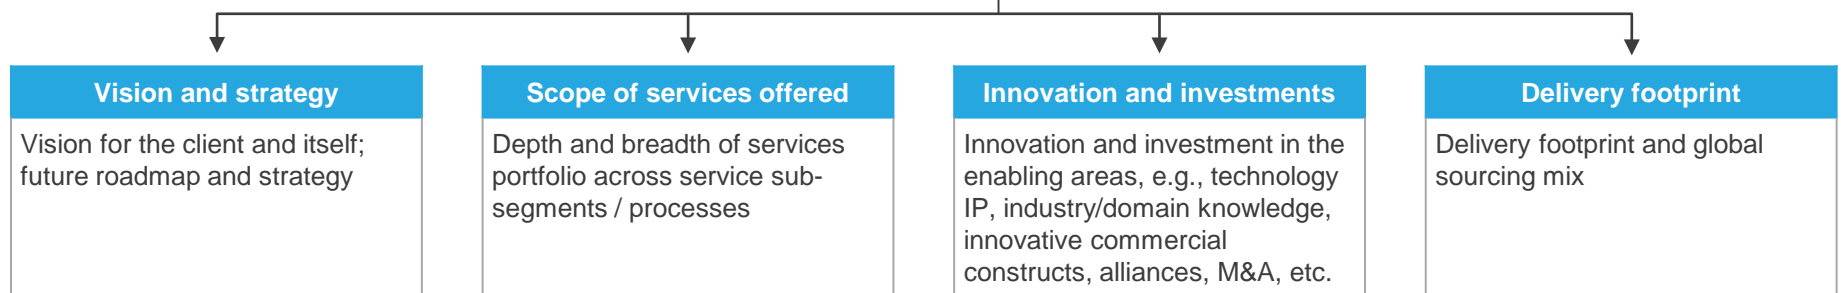 Vision and strategy
Vision for the client and itself;
future roadmap and strategy
Scope of services offered
Depth and breadth of services
portfolio across service sub-
segments / processes
Innovation and investments
Innovation and investment in the
enabling areas, e.g., technology
IP, industry/domain knowledge,
innovative commercial
constructs, alliances, M&A, etc.
Delivery footprint
Delivery footprint and global
sourcing mix